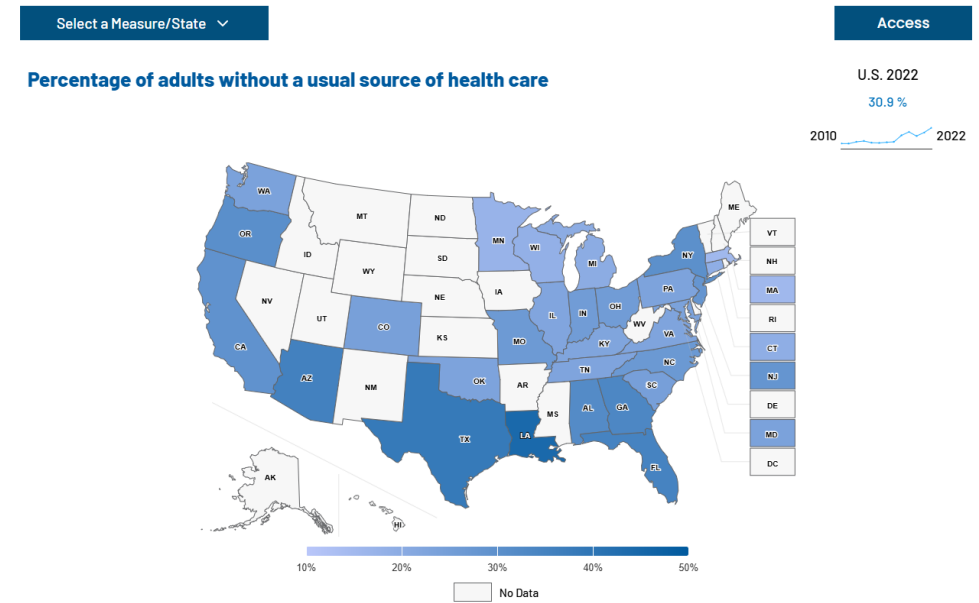 Select a Measure/State
Access
Percentage of adults without a usual source of health care
U.S. 2022
30.9 %
2010
2022
WA
MT
ND
ME
OR
MN
VT
ID
WI
NY
SD
MI
NH
WY
MA
NE
IA
PA
NV
IL
IN
OH
RI
UT
CO
WV
VA
KS
MO
KY
CT
CA
NC
AZ
OK
TN
NJ
NM
AR
SC
MS
AL
GA
DE
TX
LA
MD
FL
DC
AK
HI
10%
20%
30%
40%
50%
No Data